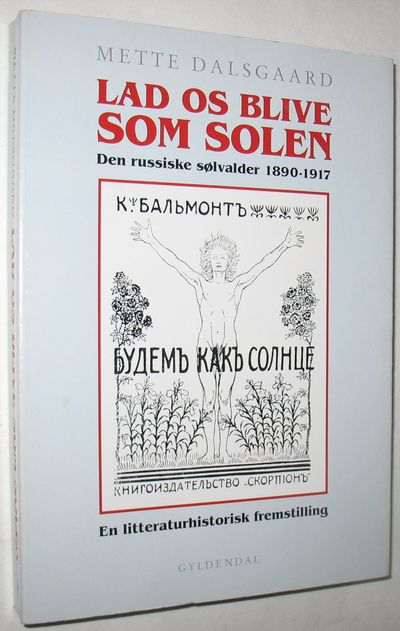 METTE DALSGAARD
LAD OS BLIVE
SOM SOLEN
Den russiske sølvalder 1890-1917
К. БАЛЬМОНТЪ
БУДЕМЪ КАКЪ СОЛНЦЕ
КНИГОИЗДАТЕЛЬСТВО „СКОРПІОНЪ"
En litteraturhistorisk fremstilling
GYLDENDAL